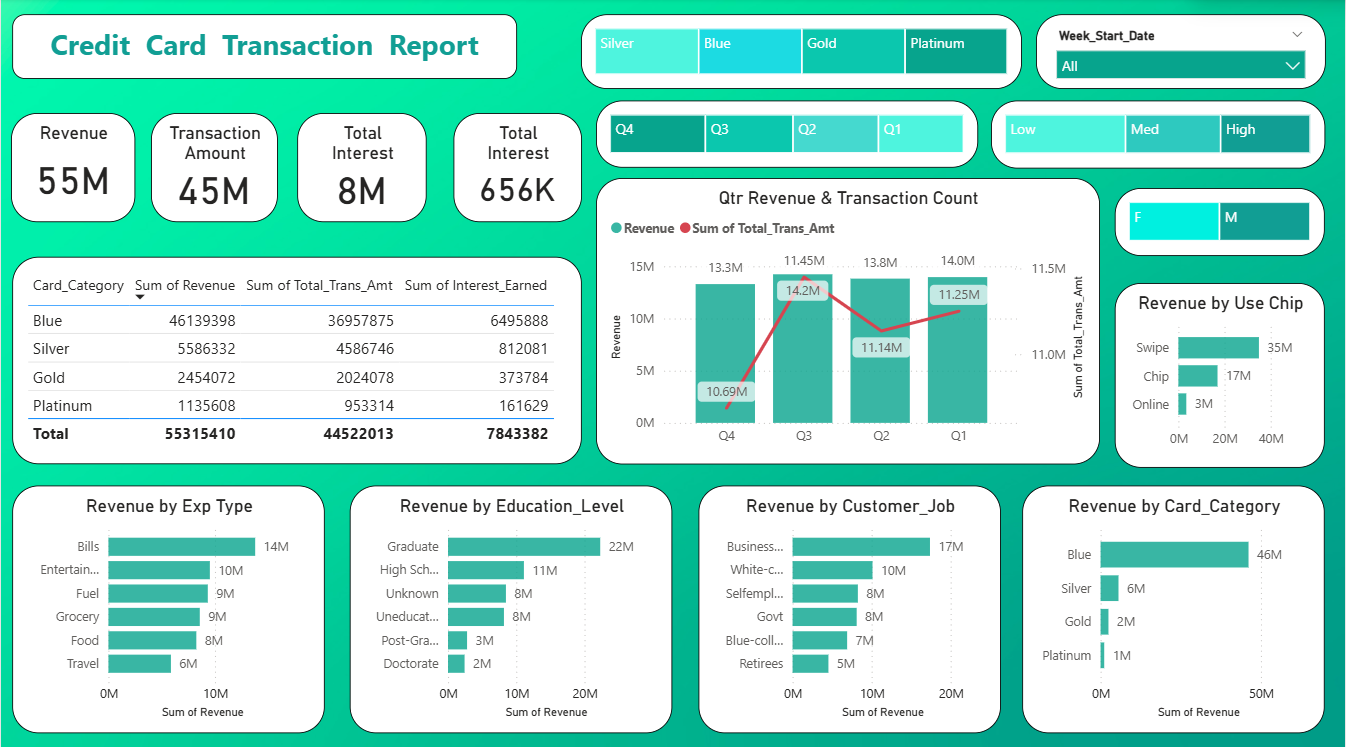 Credit Card Transaction Report
Silver Blue Gold Platinum
Week_Start_Date
All
Q4 Q3 Q2 Q1
Low Med High
F M
Revenue
55M
Transaction
Amount
45M
Total
Interest
8M
Total
Interest
656K
Card_Category Sum of Revenue Sum of Total_Trans_Amt Sum of Interest_Earned
Blue 46139398 36957875 6495888
Silver 5586332 4586746 812081
Gold 2454072 2024078 373784
Platinum 1135608 953314 161629
Total 55315410 44522013 7843382
Qtr Revenue & Transaction Count
Revenue Sum of Total_Trans_Amt
15M
10M
5M
0M
Revenue
13.3M 11.45M 13.8M 14.0M
14.2M 11.25M
11.14M
10.69M
11.5M
11.0M
Sum of Total_Trans_Amt
Q4 Q3 Q2 Q1
Revenue by Use Chip
Swipe 35M
Chip 17M
Online 3M
0M 20M 40M
Revenue by Exp Type
Bills 14M
Entertain... 10M
Fuel 9M
Grocery 9M
Food 8M
Travel 6M
0M 10M
Sum of Revenue
Revenue by Education_Level
Graduate 22M
High Sch... 11M
Unknown 8M
Uneducat... 8M
Post-Gra... 3M
Doctorate 2M
0M 10M 20M
Sum of Revenue
Revenue by Customer_Job
Business... 17M
White-c... 10M
Selfempl... 8M
Govt 8M
Blue-coll... 7M
Retirees 5M
0M 10M 20M
Sum of Revenue
Revenue by Card_Category
Blue 46M
Silver 6M
Gold 2M
Platinum 1M
0M 50M
Sum of Revenue